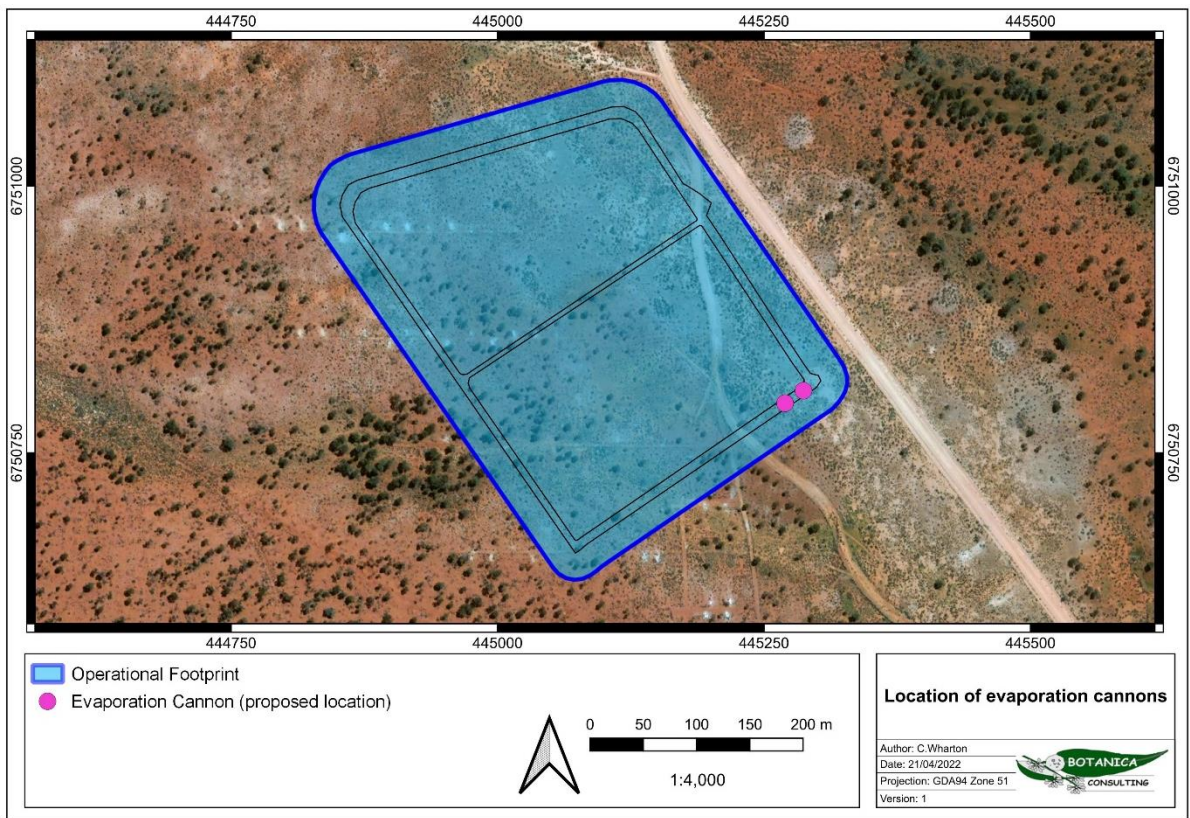 444750 445000 445250 445500
6751000 6751000
6750750 6750750
444750 445000 445250 445500
Operational Footprint
Evaporation Cannon (proposed location)
0 50 100 150 200 m
1:4,000
Location of evaporation cannons
Author: C.Wharton
Date: 21/04/2022
Projection: GDA94 Zone 51
Version: 1
BOTANICA
CONSULTING